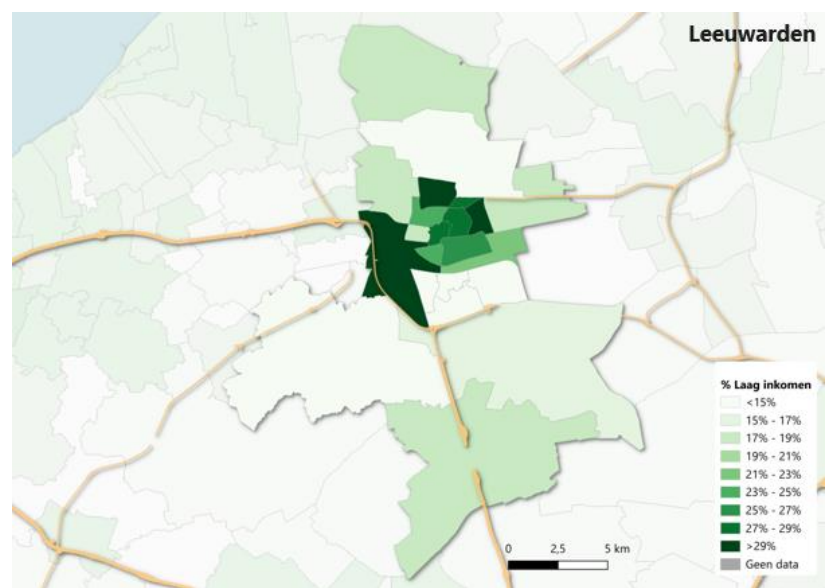 Leeuwarden
% Laag inkomen
<15%
15% - 17%
17% - 19%
19% - 21%
21% - 23%
23% - 25%
25% - 27%
27% - 29%
>29%
Geen data
0 2,5 5 km